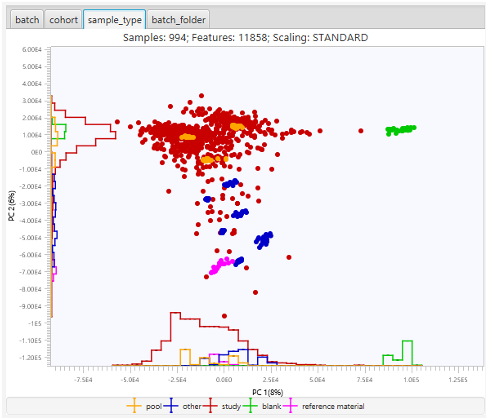 batch cohort sample_type batch_folder
Samples: 994; Features: 11858; Scaling: STANDARD
6.00E4
5.00E4
4.00E4
3.00E4
2.00E4
1.00E4
0E0
-1.00E4
-2.00E4
-3.00E4
-4.00E4
-5.00E4
-6.00E4
-7.00E4
-8.00E4
-9.00E4
-1E5
-1.10E5
-1.20E5
PC 2(6%)
-7.5E4 -5.0E4 -2.5E4 0.0E0 2.5E4 5.0E4 7.5E4 1.0E5 1.25E5
PC 1(8%)
pool other study blank reference material